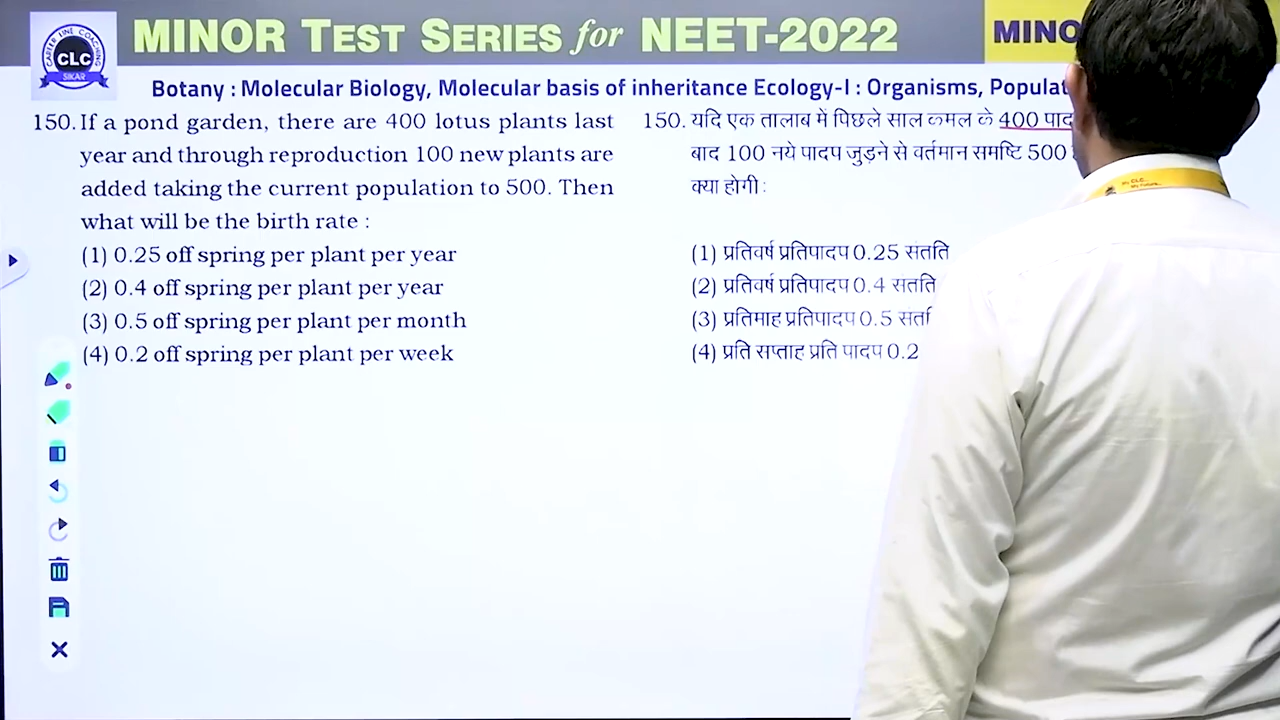 MINOR TEST SERIES for NEET-2022
MINO
CAREER LINE COACHING
CLC
SIKAR
Botany : Molecular Biology, Molecular basis of inheritance Ecology-I : Organisms, Populat
150. If a pond garden, there are 400 lotus plants last
year and through reproduction 100 new plants are
added taking the current population to 500. Then
what will be the birth rate :
(1) 0.25 off spring per plant per year
(2) 0.4 off spring per plant per year
(3) 0.5 off spring per plant per month
(4) 0.2 off spring per plant per week
150. यदि एक तालाब में पिछले साल कमल के 400 पाद
बाद 100 नये पादप जुड़ने से वर्तमान समष्टि 500
क्या होगी :
(1) प्रतिवर्ष प्रतिपादप 0.25 संतति
(2) प्रतिवर्ष प्रतिपादप 0.4 संतति
(3) प्रतिमाह प्रतिपादप 0.5 संतति
(4) प्रति सप्ताह प्रति पादप 0.2